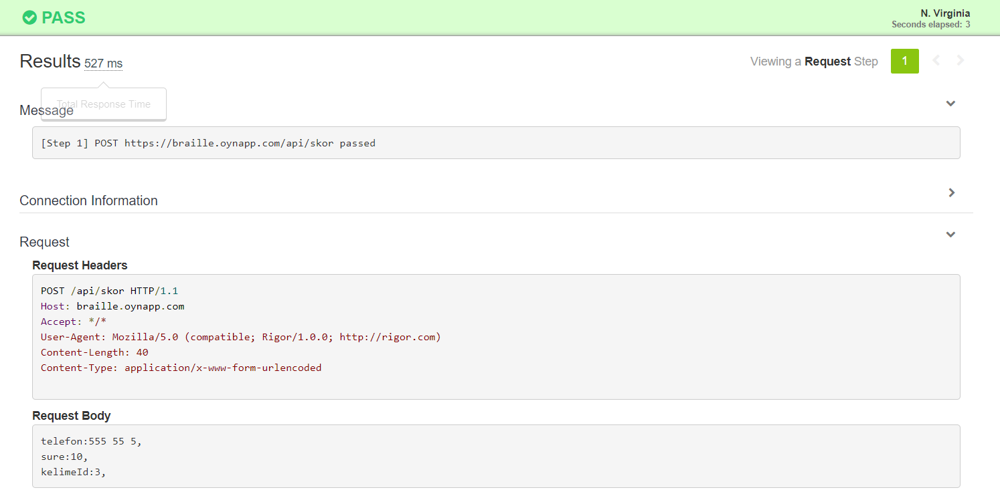 PASS
N. Virginia
Seconds elapsed: 3
Results 527 ms
Viewing a Request Step 1
Total Response Time
Message
[Step 1] POST https://braille.oynapp.com/api/skor passed
Connection Information
Request
Request Headers
POST /api/skor HTTP/1.1
Host: braille.oynapp.com
Accept: */*
User-Agent: Mozilla/5.0 (compatible; Rigor/1.0.0; http://rigor.com)
Content-Length: 40
Content-Type: application/x-www-form-urlencoded
Request Body
telefon:555 55 5,
sure:10,
kelimeId:3,